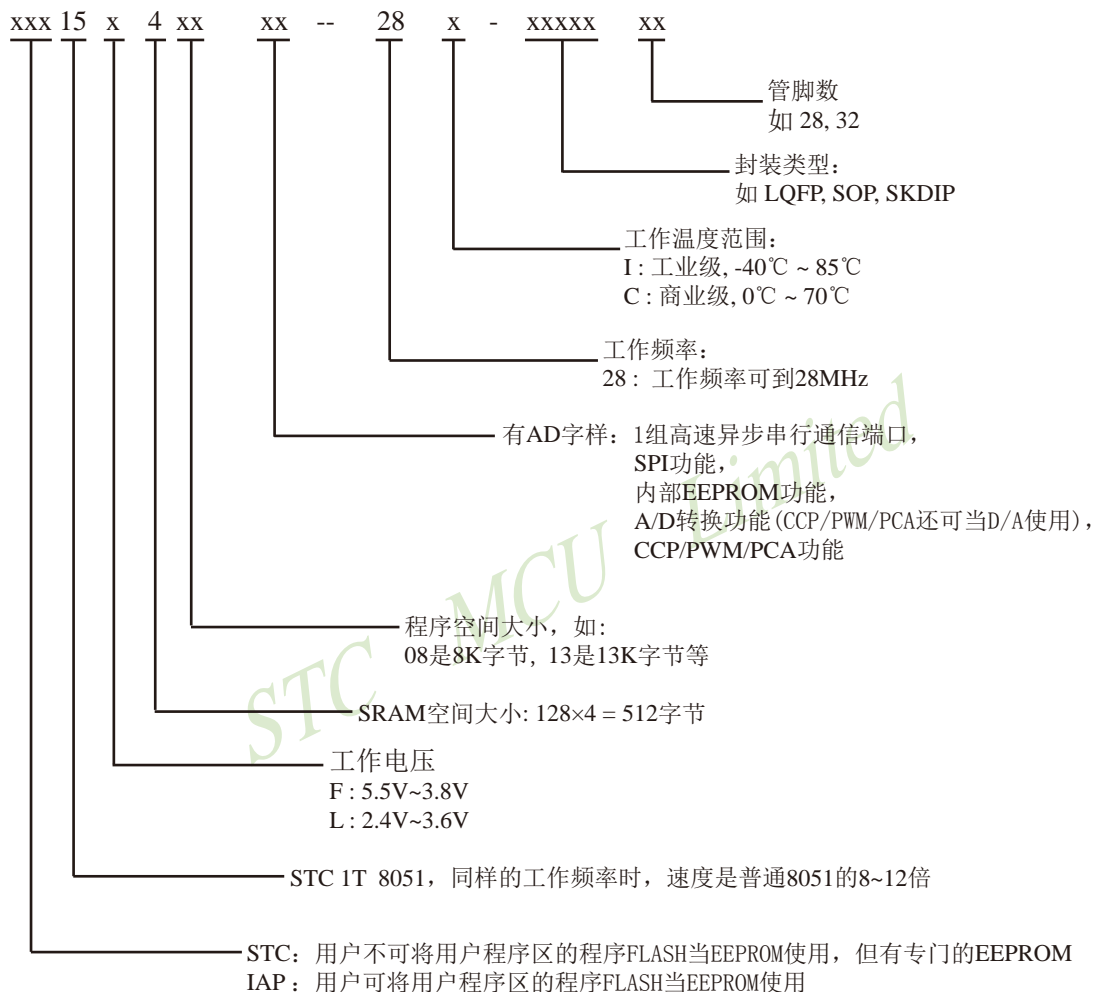 xxx 15 x 4 xx xx -- 28 x - xxxxx xx
管脚数
如 28, 32
封装类型：
如 LQFP, SOP, SKDIP
工作温度范围：
I : 工业级, -40℃ ~ 85℃
C : 商业级, 0℃ ~ 70℃
工作频率：
28 : 工作频率可到28MHz
有AD字样：1组高速异步串行通信端口，
SPI功能，
内部EEPROM功能，
A/D转换功能(CCP/PWM/PCA还可当D/A使用)，
CCP/PWM/PCA功能
程序空间大小，如：
08是8K字节, 13是13K字节等
SRAM空间大小: 128×4 = 512字节
工作电压
F : 5.5V~3.8V
L : 2.4V~3.6V
STC 1T 8051，同样的工作频率时，速度是普通8051的8~12倍
STC：用户不可将用户程序区的程序FLASH当EEPROM使用，但有专门的EEPROM
IAP：用户可将用户程序区的程序FLASH当EEPROM使用
STC MCU Limited